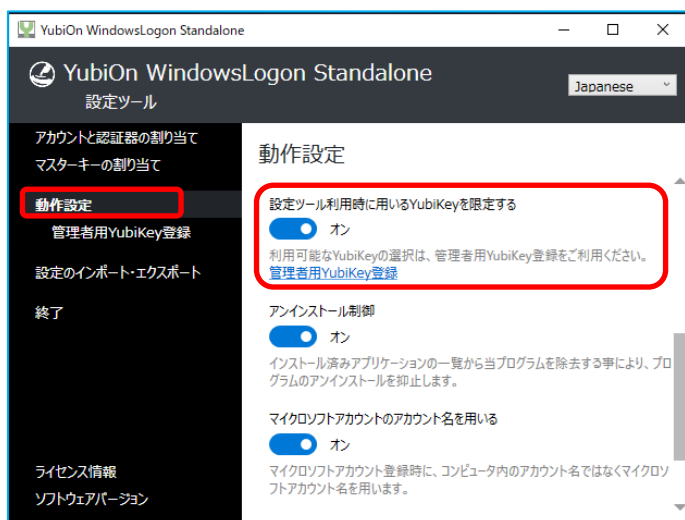 YubiOn WindowsLogon Standalone
YubiOn WindowsLogon Standalone
設定ツール
Japanese
アカウントと認証器の割り当て
マスターキーの割り当て
動作設定
管理者用YubiKey登録
設定のインポート・エクスポート
終了
ライセンス情報
ソフトウェアバージョン
動作設定
設定ツール利用時に用いるYubiKeyを限定する
オン
利用可能なYubiKeyの選択は、管理者用YubiKey登録をご利用ください。
管理者用YubiKey登録
アンインストール制御
オン
インストール済みアプリケーションの一覧から当プログラムを除去する事により、プロ
グラムのアンインストールを抑止します。
マイクロソフトアカウントのアカウント名を用いる
オン
マイクロソフトアカウント登録時に、コンピュータ内のアカウント名ではなくマイクロソ
フトアカウント名を用います。